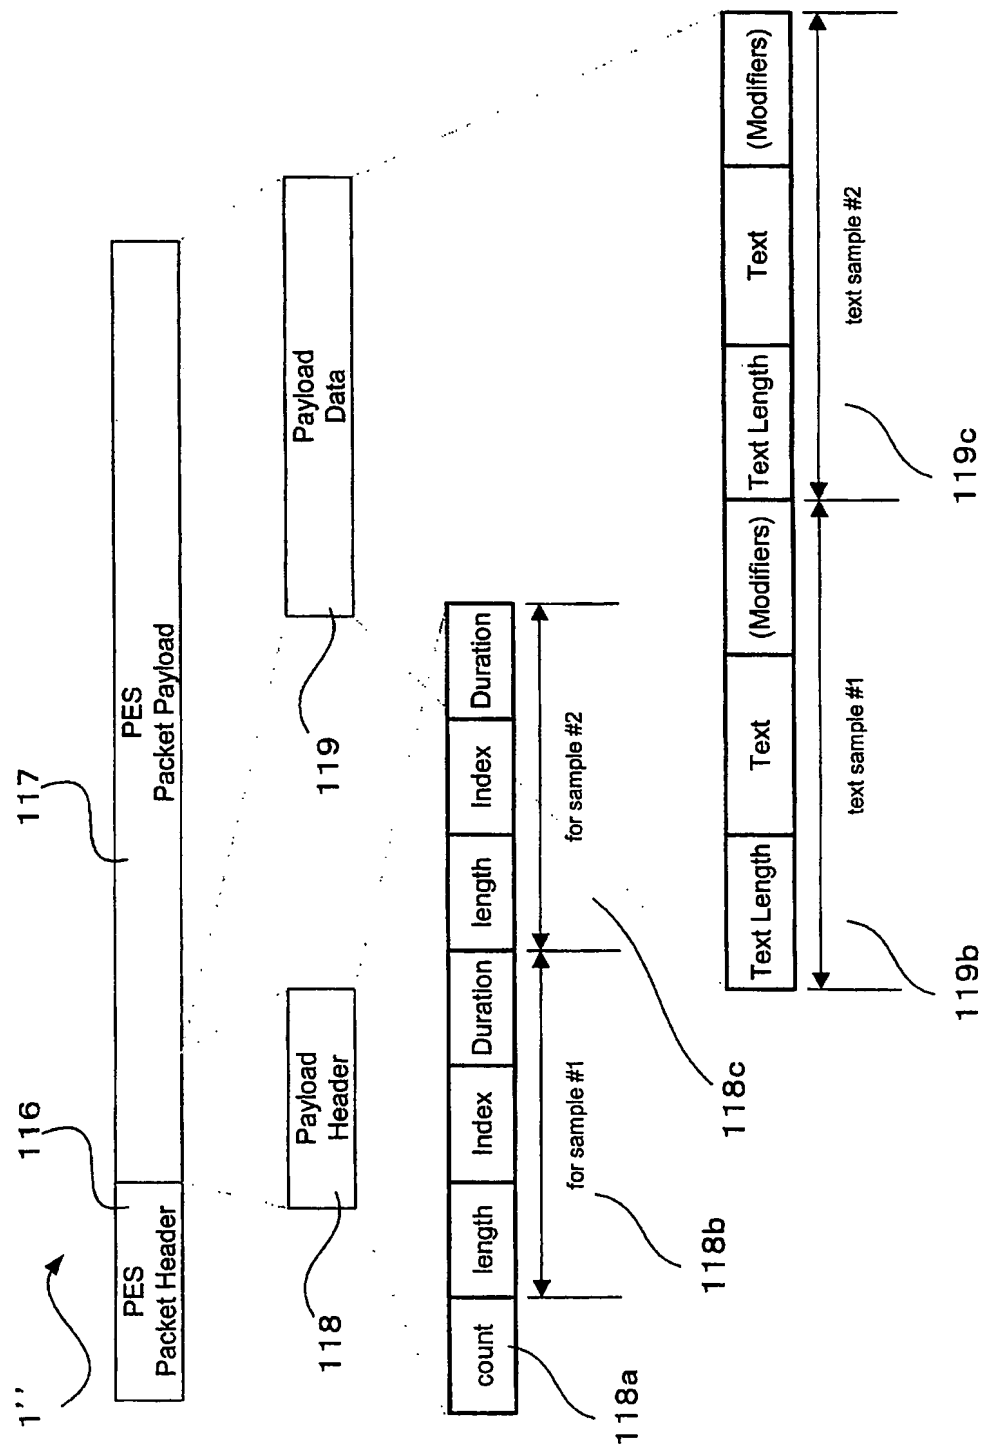 1''
116
117
PES
Packet Header
PES
Packet Payload
118
Payload
Header
119
Payload
Data
count
length
Index
Duration
length
Index
Duration
118a
for sample #1
118b
for sample #2
118c
Text Length
Text
(Modifiers)
Text Length
Text
(Modifiers)
text sample #1
119b
text sample #2
119c